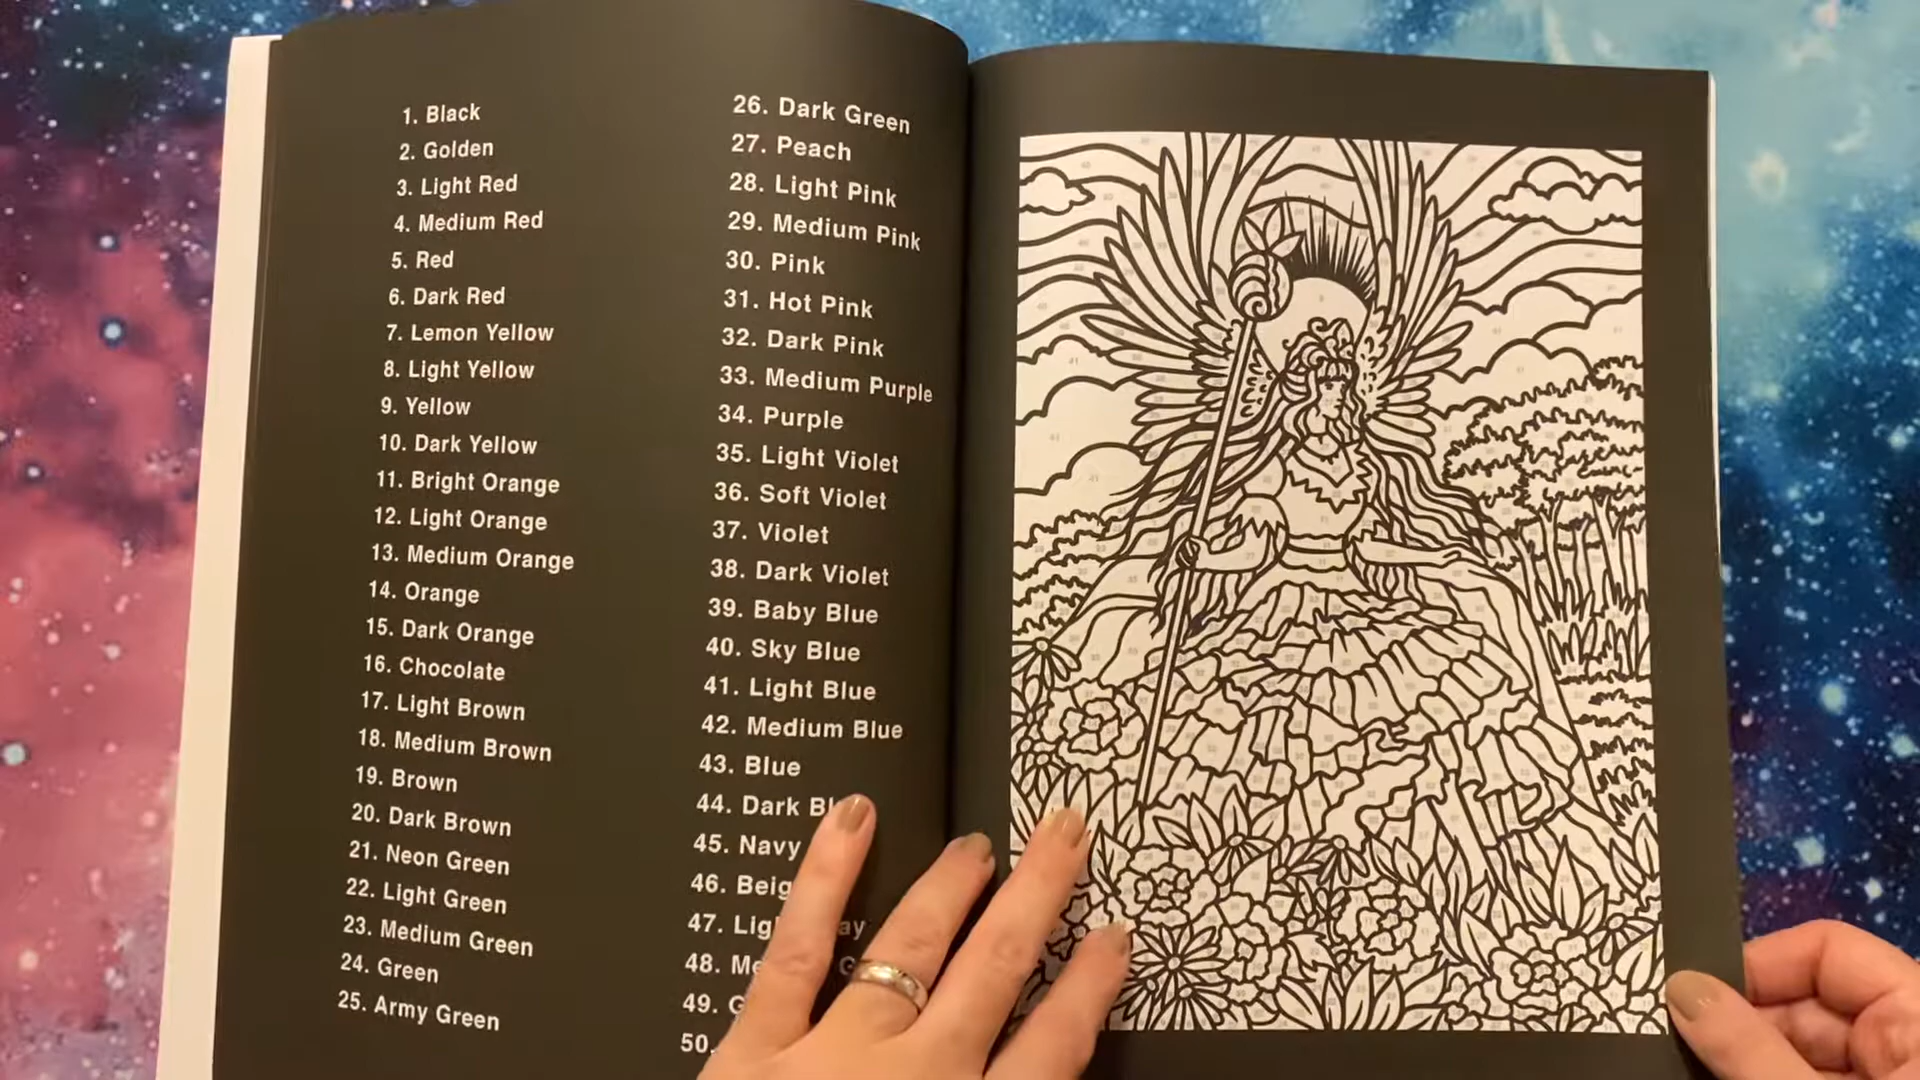 1. Black
2. Golden
3. Light Red
4. Medium Red
5. Red
6. Dark Red
7. Lemon Yellow
8. Light Yellow
9. Yellow
10. Dark Yellow
11. Bright Orange
12. Light Orange
13. Medium Orange
14. Orange
15. Dark Orange
16. Chocolate
17. Light Brown
18. Medium Brown
19. Brown
20. Dark Brown
21. Neon Green
22. Light Green
23. Medium Green
24. Green
25. Army Green
26. Dark Green
27. Peach
28. Light Pink
29. Medium Pink
30. Pink
31. Hot Pink
32. Dark Pink
33. Medium Purple
34. Purple
35. Light Violet
36. Soft Violet
37. Violet
38. Dark Violet
39. Baby Blue
40. Sky Blue
41. Light Blue
42. Medium Blue
43. Blue
44. Dark
45. Navy
46.
47.
48.
49.
50.